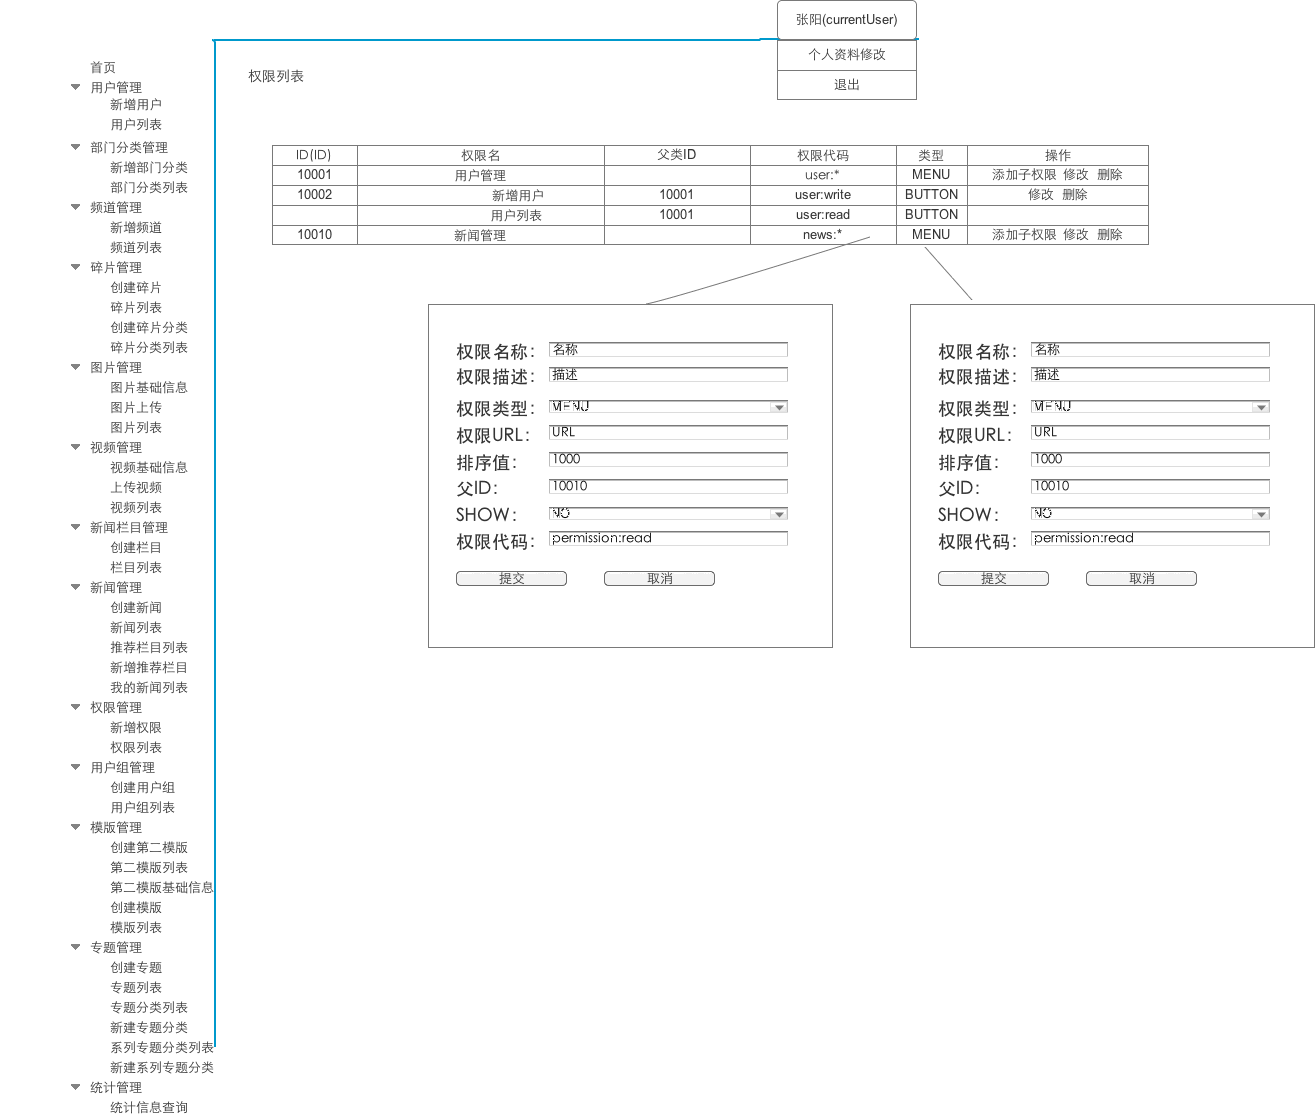 张阳(currentUser)
个人资料修改
退出
首页
用户管理
新增用户
用户列表
部门分类管理
新增部门分类
部门分类列表
频道管理
新增频道
频道列表
碎片管理
创建碎片
碎片列表
创建碎片分类
碎片分类列表
图片管理
图片基础信息
图片上传
图片列表
视频管理
视频基础信息
上传视频
视频列表
新闻栏目管理
创建栏目
栏目列表
新闻管理
创建新闻
新闻列表
推荐栏目列表
新增推荐栏目
我的新闻列表
权限管理
新增权限
权限列表
用户组管理
创建用户组
用户组列表
模版管理
创建第二模版
第二模版列表
第二模版基础信息
创建模版
模版列表
专题管理
创建专题
专题列表
专题分类列表
新建专题分类
系列专题分类列表
新建系列专题分类
统计管理
统计信息查询
权限列表
ID(ID) 权限名 父类ID 权限代码 类型 操作
10001 用户管理 user:* MENU 添加子权限 修改 删除
10002 新增用户 10001 user:write BUTTON 修改 删除
用户列表 10001 user:read BUTTON
10010 新闻管理 news:* MENU 添加子权限 修改 删除
权限名称： 名称
权限描述： 描述
权限类型： MENU
权限URL： URL
排序值： 1000
父ID： 10010
SHOW： NO
权限代码： permission:read
提交 取消
权限名称： 名称
权限描述： 描述
权限类型： MENU
权限URL： URL
排序值： 1000
父ID： 10010
SHOW： NO
权限代码： permission:read
提交 取消